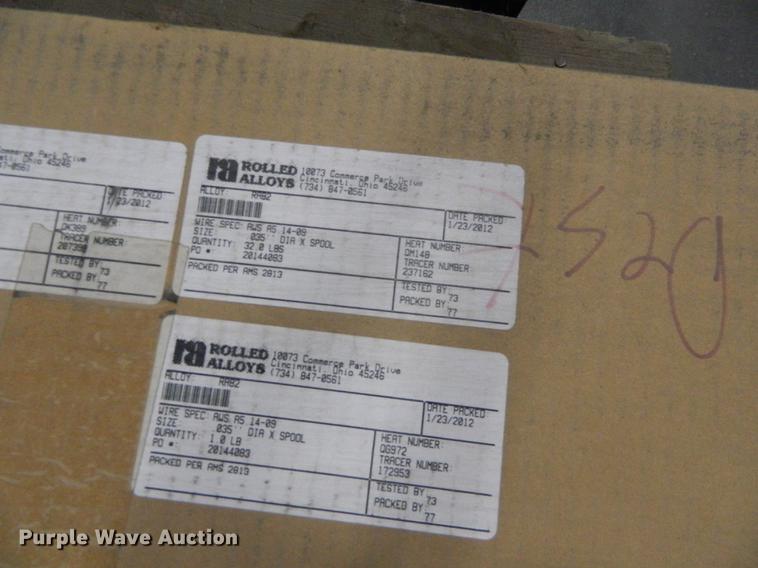 Commerce Park Drive
Ohio 45246
DATE PACKED
1/23/2012
HEAT NUMBER:
QK389
TRACER NUMBER:
TESTED BY 73
PACKED BY 77
ra ROLLED ALLOYS
10073 Commerce Park Drive
Cincinnati, Ohio 45246
(734) 847-0561
ALLOY: RA82
DATE PACKED
1/23/2012
WIRE SPEC: AWS A5 14-09
SIZE: .035'' DIA X SPOOL
QUANTITY: 32.0 LBS
PO #: 20144083
HEAT NUMBER:
QM148
TRACER NUMBER:
237162
PACKED PER AMS 2813
TESTED BY 73
PACKED BY 77
ra ROLLED ALLOYS
10073 Commerce Park Drive
Cincinnati, Ohio 45246
(734) 847-0561
ALLOY: RA82
DATE PACKED
1/23/2012
WIRE SPEC: AWS A5 14-09
SIZE: .035'' DIA X SPOOL
QUANTITY: 1.0 LB
PO #: 20144083
HEAT NUMBER:
QG972
TRACER NUMBER:
172953
PACKED PER AMS 2813
TESTED BY 73
PACKED BY 77
Purple Wave Auction®